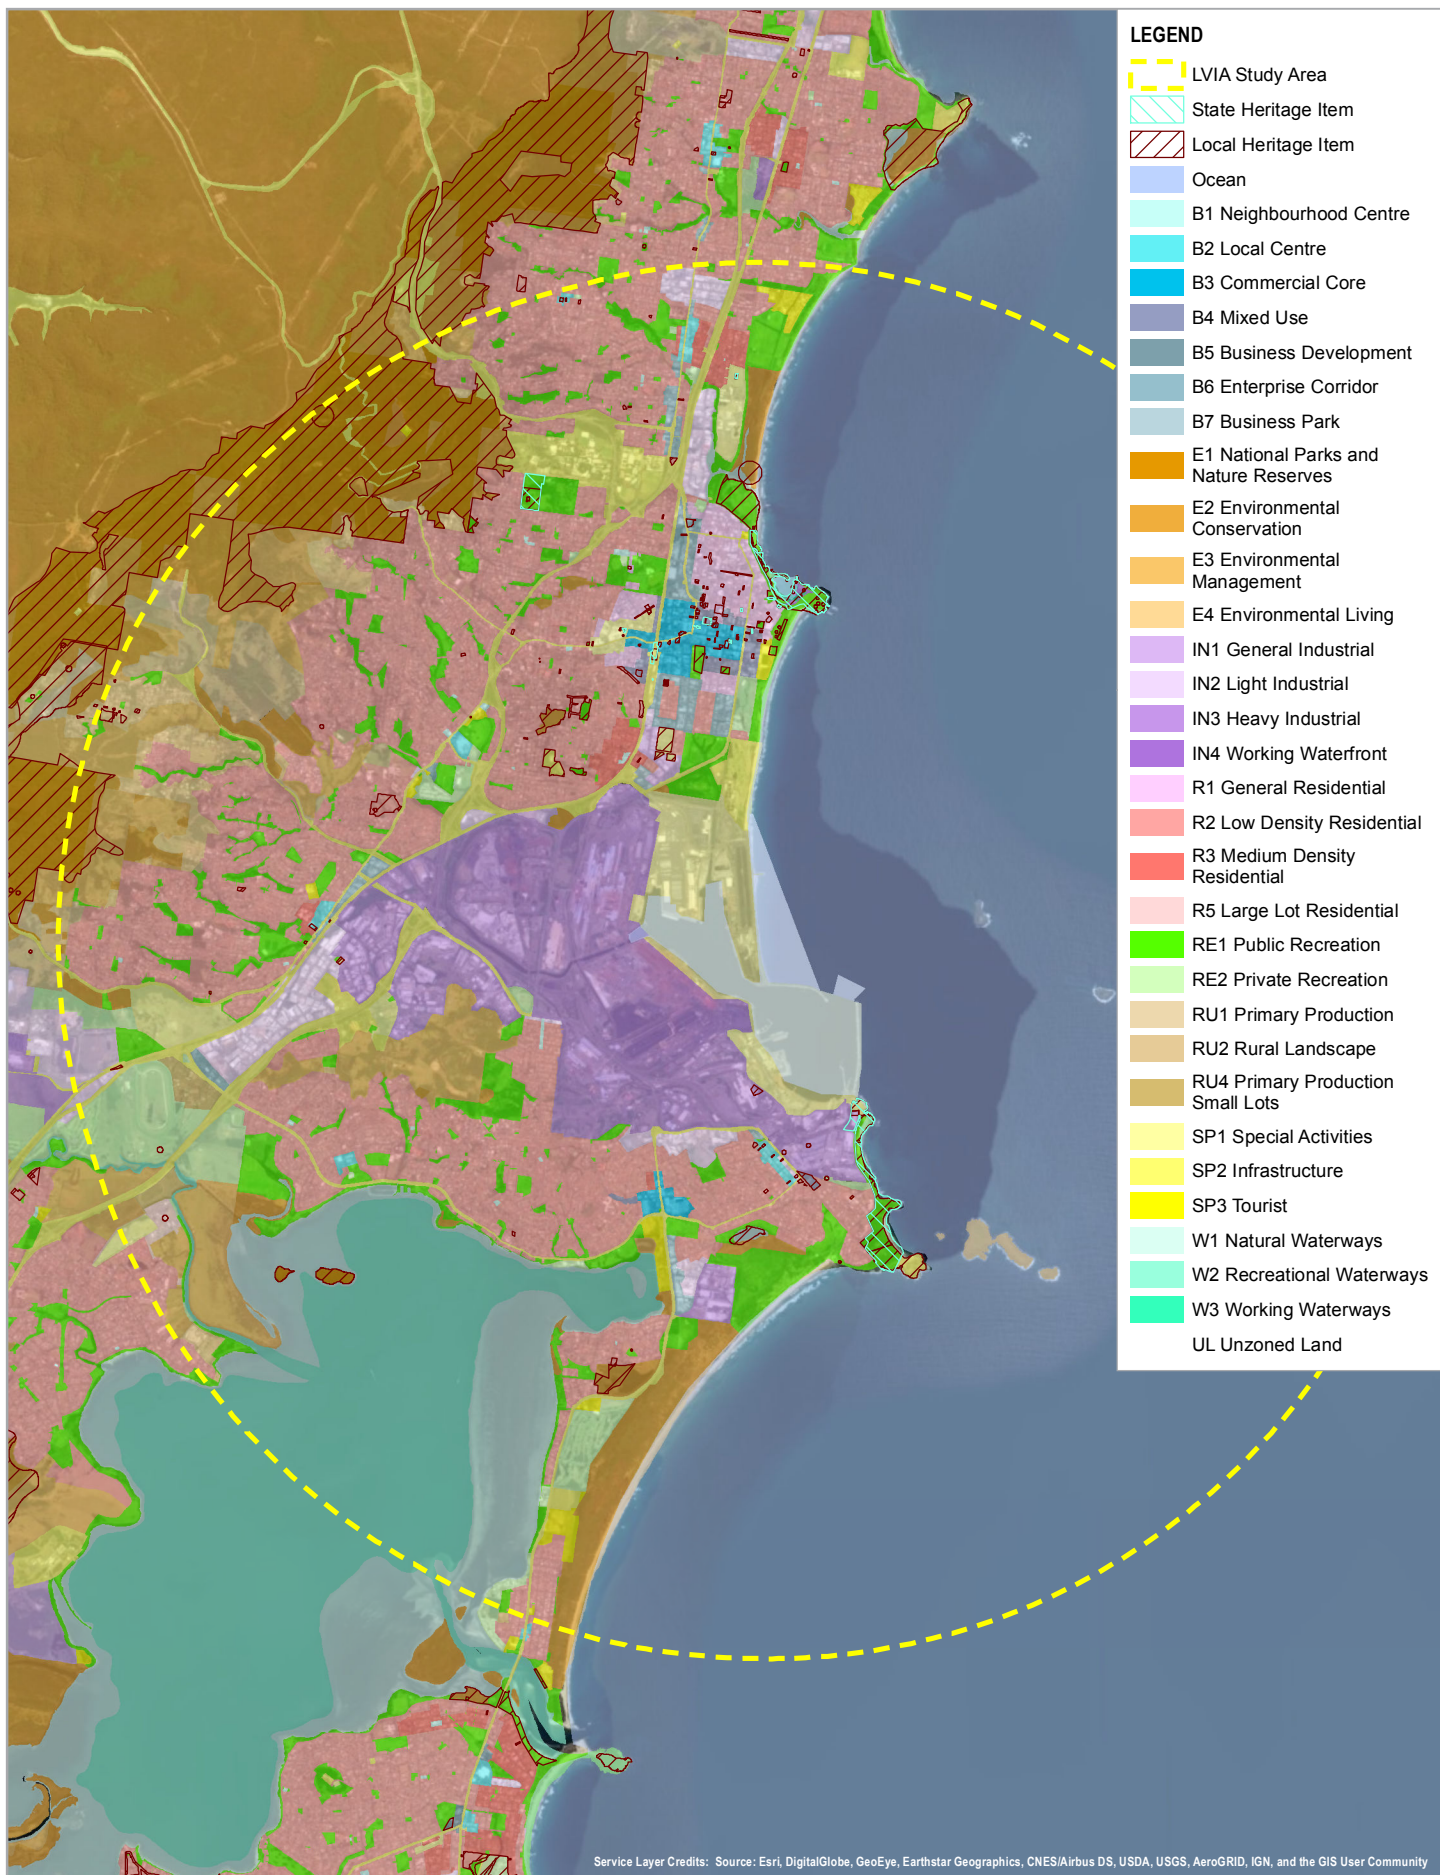 LEGEND
LVIA Study Area
State Heritage Item
Local Heritage Item
Ocean
B1 Neighbourhood Centre
B2 Local Centre
B3 Commercial Core
B4 Mixed Use
B5 Business Development
B6 Enterprise Corridor
B7 Business Park
E1 National Parks and
Nature Reserves
E2 Environmental
Conservation
E3 Environmental
Management
E4 Environmental Living
IN1 General Industrial
IN2 Light Industrial
IN3 Heavy Industrial
IN4 Working Waterfront
R1 General Residential
R2 Low Density Residential
R3 Medium Density
Residential
R5 Large Lot Residential
RE1 Public Recreation
RE2 Private Recreation
RU1 Primary Production
RU2 Rural Landscape
RU4 Primary Production
Small Lots
SP1 Special Activities
SP2 Infrastructure
SP3 Tourist
W1 Natural Waterways
W2 Recreational Waterways
W3 Working Waterways
UL Unzoned Land
Service Layer Credits: Source: Esri, DigitalGlobe, GeoEye, Earthstar Geographics, CNES/Airbus DS, USDA, USGS, AeroGRID, IGN, and the GIS User Community